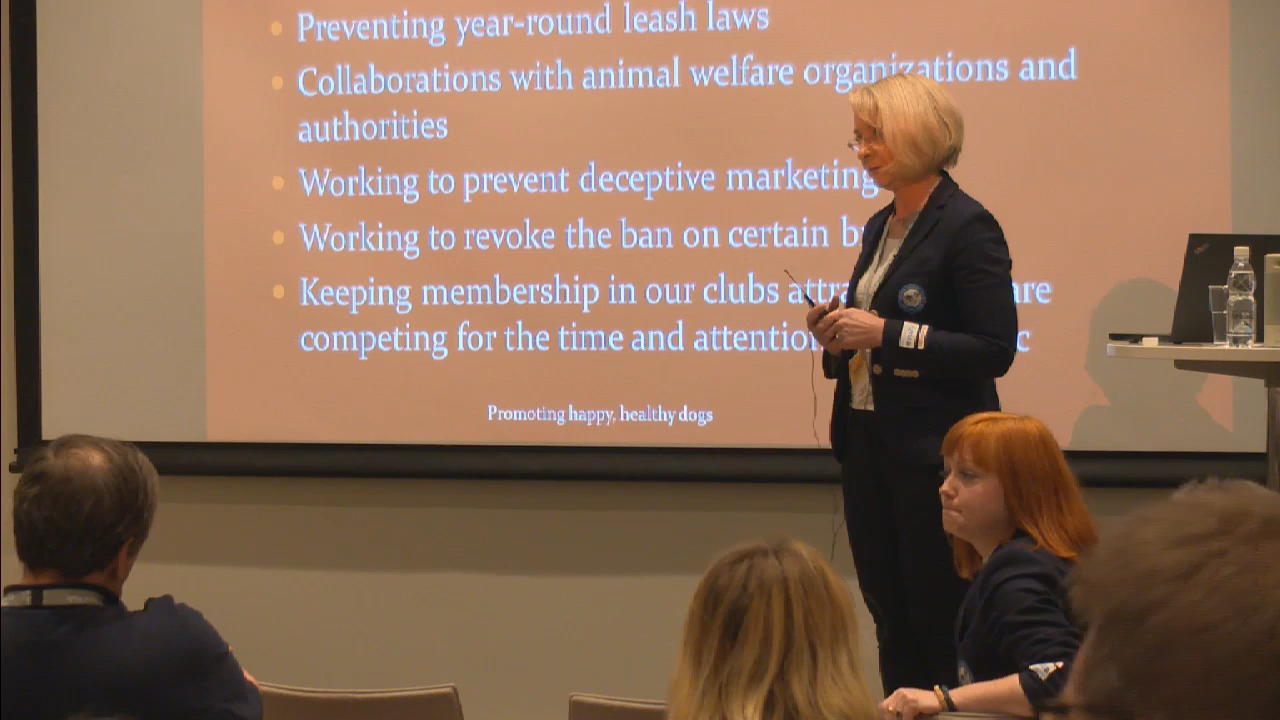 Preventing year-round leash laws
Collaborations with animal welfare organizations and
authorities
Working to prevent deceptive marketing
Working to revoke the ban on certain
Keeping membership in our clubs
competing for the time and
Promoting happy, healthy dogs